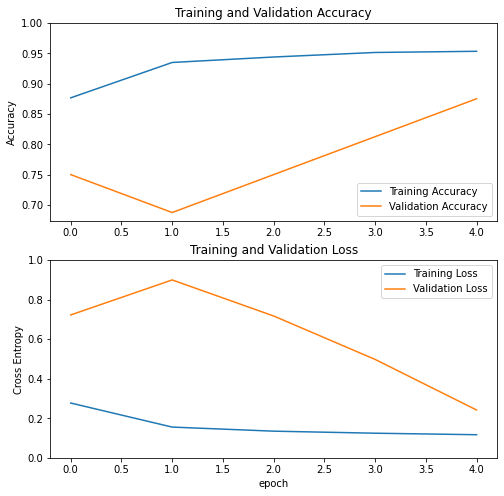 Training and Validation Accuracy
1.00
0.95
0.90
0.85
0.80
0.75
0.70
Accuracy
Training Accuracy
Validation Accuracy
0.0 0.5 1.0 1.5 2.0 2.5 3.0 3.5 4.0
Training and Validation Loss
1.0
0.8
0.6
0.4
0.2
0.0
Cross Entropy
Training Loss
Validation Loss
0.0 0.5 1.0 1.5 2.0 2.5 3.0 3.5 4.0
epoch